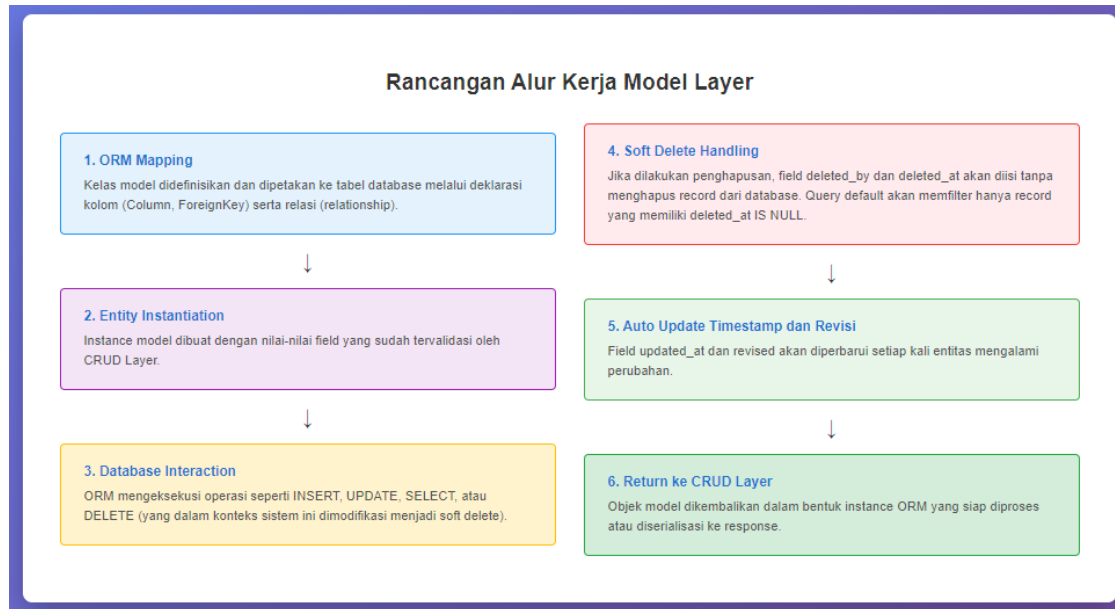 Rancangan Alur Kerja Model Layer
1. ORM Mapping
Kelas model didefinisikan dan dipetakan ke tabel database melalui deklarasi
kolom (Column, ForeignKey) serta relasi (relationship).
↓
2. Entity Instantiation
Instance model dibuat dengan nilai-nilai field yang sudah tervalidasi oleh
CRUD Layer.
↓
3. Database Interaction
ORM mengeksekusi operasi seperti INSERT, UPDATE, SELECT, atau
DELETE (yang dalam konteks sistem ini dimodifikasi menjadi soft delete).
4. Soft Delete Handling
Jika dilakukan penghapusan, field deleted_by dan deleted_at akan diisi tanpa
menghapus record dari database. Query default akan memfilter hanya record
yang memiliki deleted_at IS NULL.
↓
5. Auto Update Timestamp dan Revisi
Field updated_at dan revised akan diperbarui setiap kali entitas mengalami
perubahan.
↓
6. Return ke CRUD Layer
Objek model dikembalikan dalam bentuk instance ORM yang siap diproses
atau diserialisasi ke response.